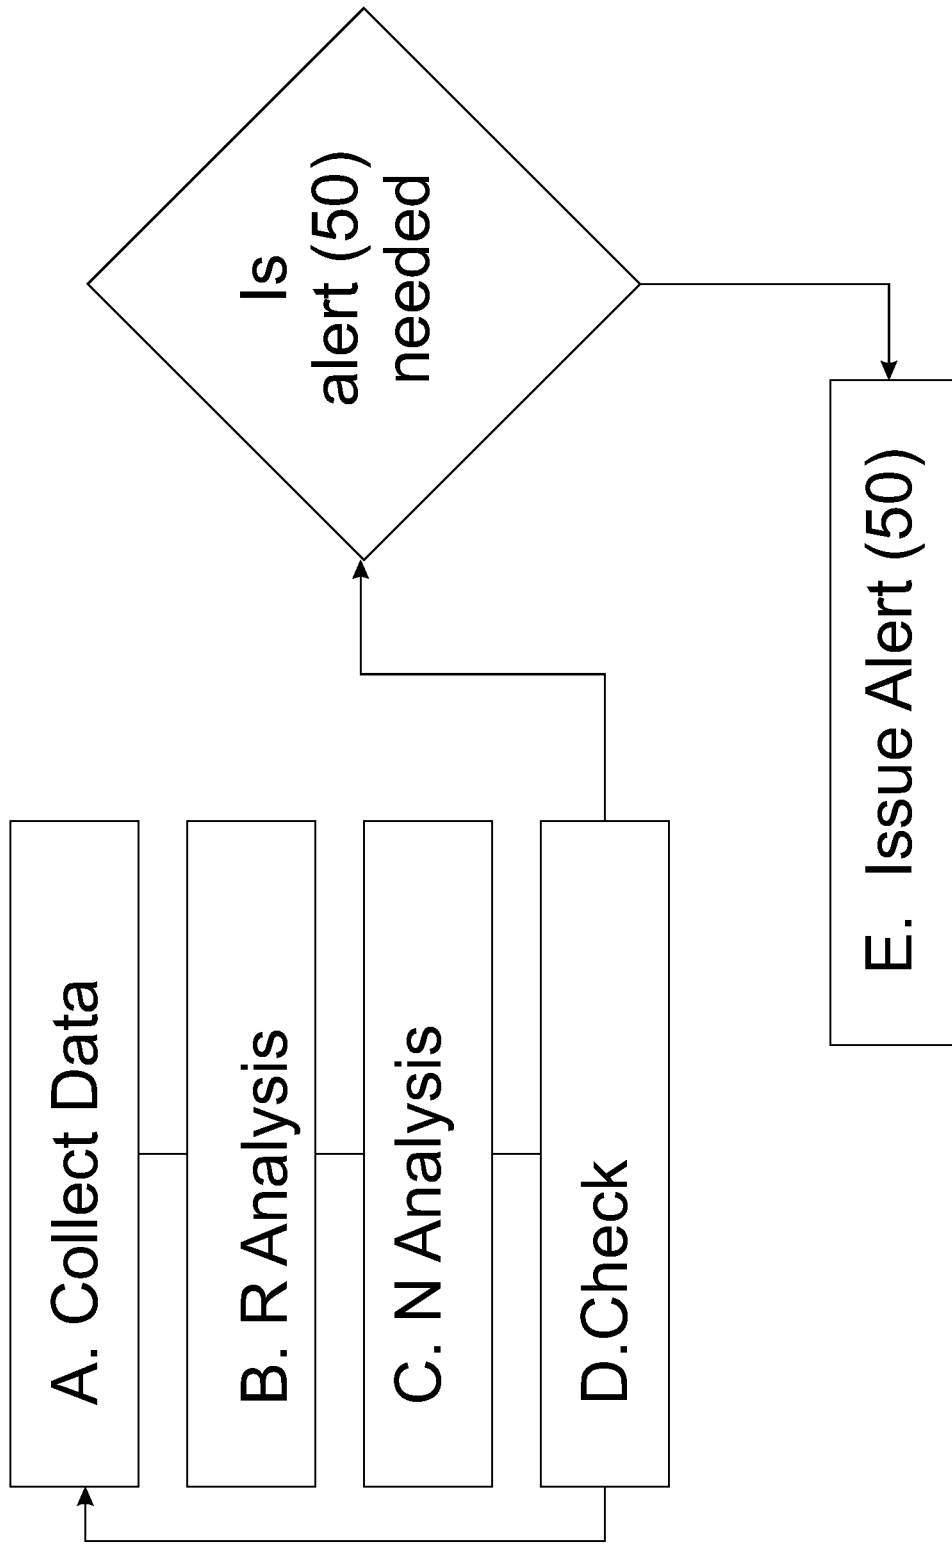 A. Collect Data
B. R Analysis
C. N Analysis
D.Check
Is
alert (50)
needed
E. Issue Alert (50)